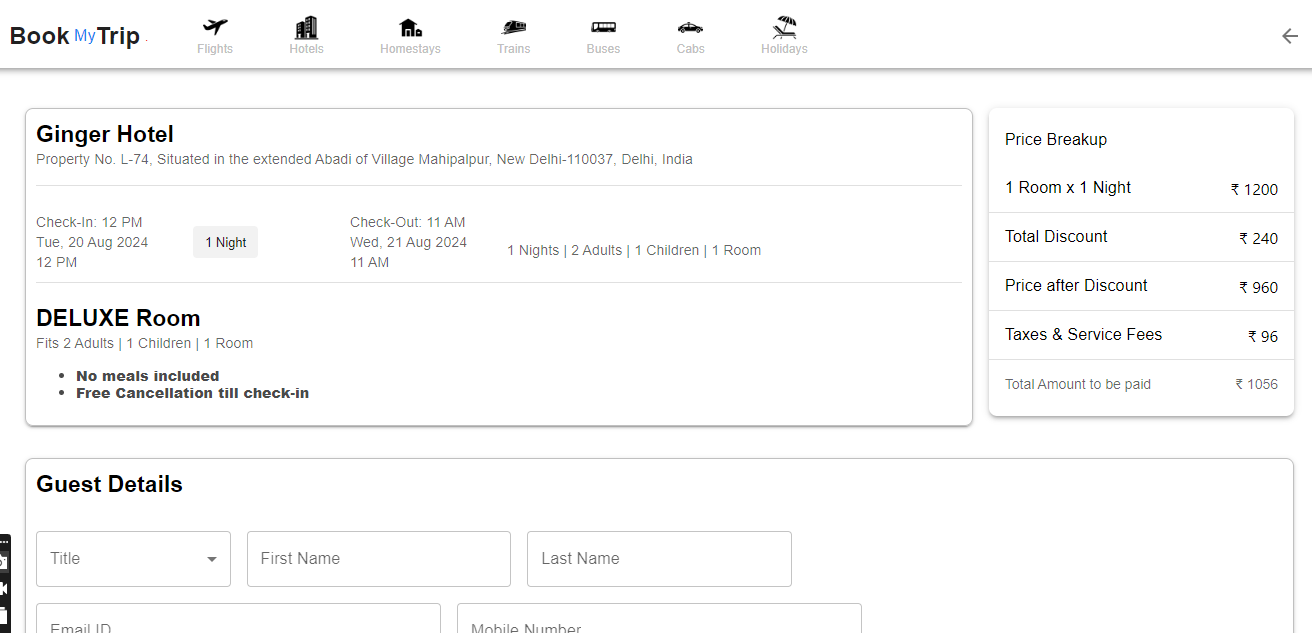 Book MyTrip .
Flights
Hotels
Homestays
Trains
Buses
Cabs
Holidays
Ginger Hotel
Property No. L-74, Situated in the extended Abadi of Village Mahipalpur, New Delhi-110037, Delhi, India
Check-In: 12 PM
Tue, 20 Aug 2024
12 PM
1 Night
Check-Out: 11 AM
Wed, 21 Aug 2024
11 AM
1 Nights | 2 Adults | 1 Children | 1 Room
DELUXE Room
Fits 2 Adults | 1 Children | 1 Room
• No meals included
• Free Cancellation till check-in
Price Breakup
1 Room x 1 Night ₹ 1200
Total Discount ₹ 240
Price after Discount ₹ 960
Taxes & Service Fees ₹ 96
Total Amount to be paid ₹ 1056
Guest Details
Title
First Name
Last Name
Email ID
Mobile Number